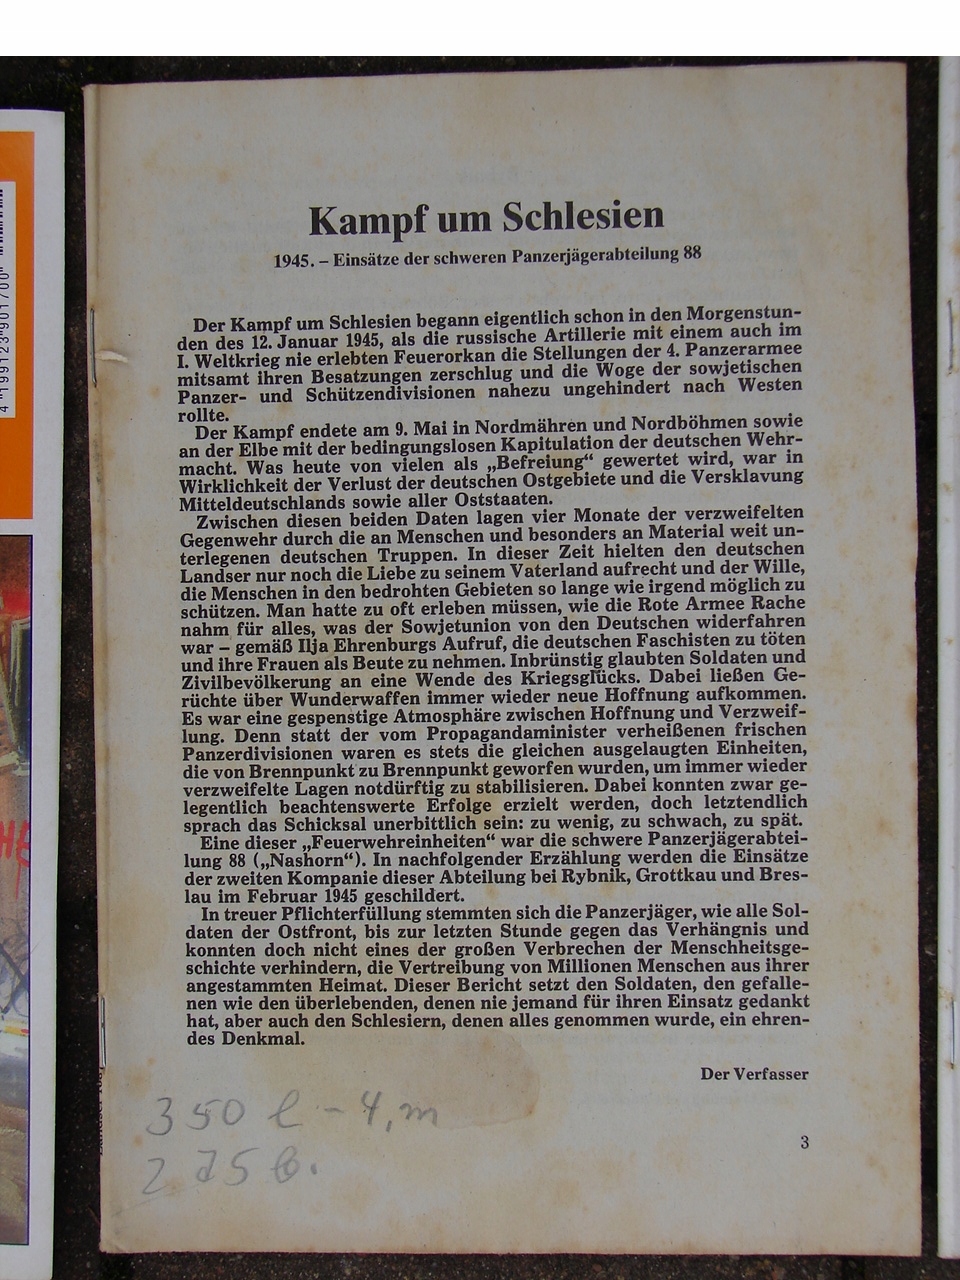 Kampf um Schlesien
1945. – Einsätze der schweren Panzerjägerabteilung 88
Der Kampf um Schlesien begann eigentlich schon in den Morgenstun-
den des 12. Januar 1945, als die russische Artillerie mit einem auch im
I. Weltkrieg nie erlebten Feuerorkan die Stellungen der 4. Panzerarmee
mitsamt ihren Besatzungen zerschlug und die Woge der sowjetischen
Panzer- und Schützendivisionen nahezu ungehindert nach Westen
rollte.
Der Kampf endete am 9. Mai in Nordmähren und Nordböhmen sowie
an der Elbe mit der bedingungslosen Kapitulation der deutschen Wehr-
macht. Was heute von vielen als „Befreiung“ gewertet wird, war in
Wirklichkeit der Verlust der deutschen Ostgebiete und die Versklavung
Mitteldeutschlands sowie aller Oststaaten.
Zwischen diesen beiden Daten lagen vier Monate der verzweifelten
Gegenwehr durch die an Menschen und besonders an Material weit un-
terlegenen deutschen Truppen. In dieser Zeit hielten den deutschen
Landser nur noch die Liebe zu seinem Vaterland aufrecht und der Wille,
die Menschen in den bedrohten Gebieten so lange wie irgend möglich zu
schützen. Man hatte zu oft erleben müssen, wie die Rote Armee Rache
nahm für alles, was der Sowjetunion von den Deutschen widerfahren
war – gemäß Ilja Ehrenburgs Aufruf, die deutschen Faschisten zu töten
und ihre Frauen als Beute zu nehmen. Inbrünstig glaubten Soldaten und
Zivilbevölkerung an eine Wende des Kriegsglücks. Dabei ließen Ge-
rüchte über Wunderwaffen immer wieder neue Hoffnung aufkommen.
Es war eine gespenstige Atmosphäre zwischen Hoffnung und Verzweif-
lung. Denn statt der vom Propagandaminister verheißenen frischen
Panzerdivisionen waren es stets die gleichen ausgelaugten Einheiten,
die von Brennpunkt zu Brennpunkt geworfen wurden, um immer wieder
verzweifelte Lagen notdürftig zu stabilisieren. Dabei konnten zwar ge-
legentlich beachtenswerte Erfolge erzielt werden, doch letztendlich
sprach das Schicksal unerbittlich sein: zu wenig, zu schwach, zu spät.
Eine dieser „Feuerwehreinheiten“ war die schwere Panzerjägerabtei-
lung 88 („Nashorn“). In nachfolgender Erzählung werden die Einsätze
der zweiten Kompanie dieser Abteilung bei Rybnik, Grottkau und Bres-
lau im Februar 1945 geschildert.
In treuer Pflichterfüllung stemmten sich die Panzerjäger, wie alle Sol-
daten der Ostfront, bis zur letzten Stunde gegen das Verhängnis und
konnten doch nicht eines der großen Verbrechen der Menschheitsge-
schichte verhindern, die Vertreibung von Millionen Menschen aus ihrer
angestammten Heimat. Dieser Bericht setzt den Soldaten, den gefalle-
nen wie den überlebenden, denen nie jemand für ihren Einsatz gedankt
hat, aber auch den Schlesiern, denen alles genommen wurde, ein ehren-
des Denkmal.
Der Verfasser
350 l - 4, m
275 b.
3
4 199123 901700